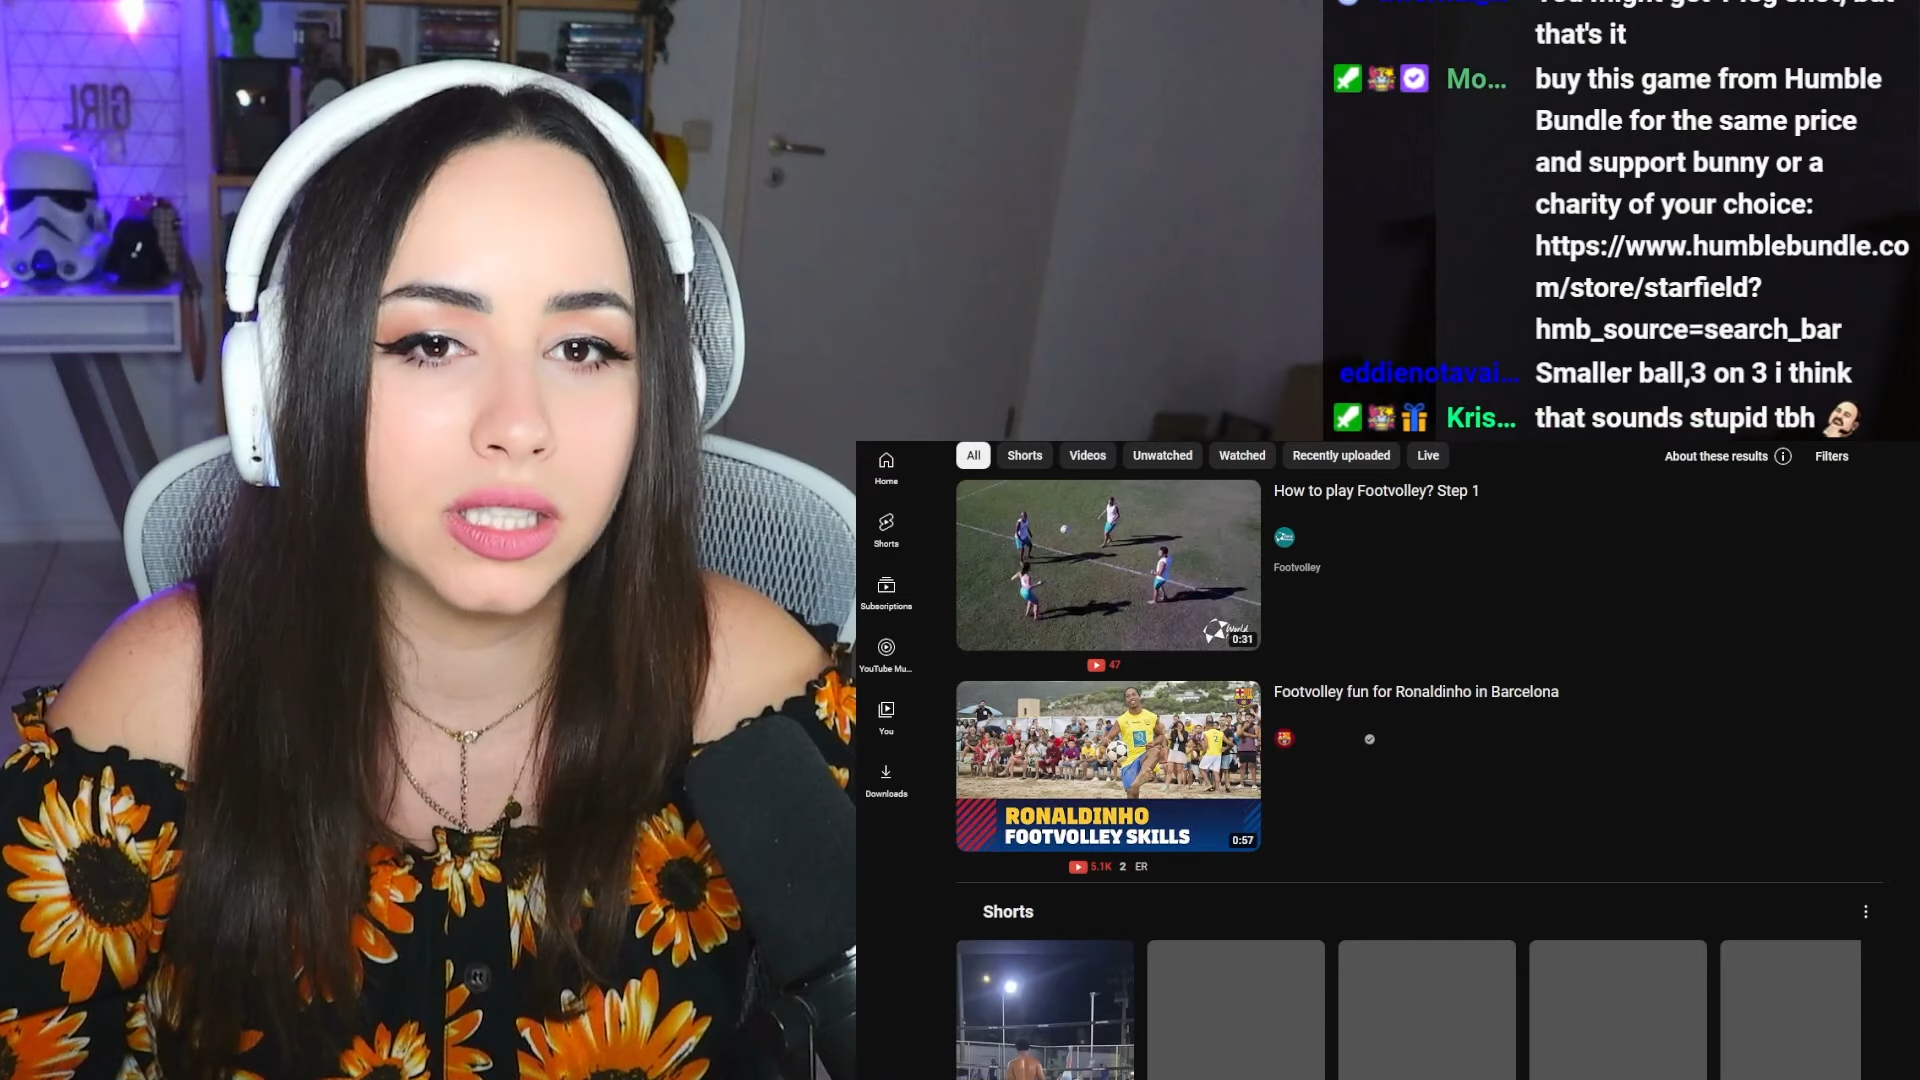 GIRL
that's it
Mo... buy this game from Humble
Bundle for the same price
and support bunny or a
charity of your choice:
https://www.humblebundle.co
m/store/starfield?
hmb_source=search_bar
eddienotavai... Smaller ball,3 on 3 i think
Kris... that sounds stupid tbh
Home
Shorts
Subscriptions
YouTube Mu...
You
Downloads
All Shorts Videos Unwatched Watched Recently uploaded Live
About these results Filters
How to play Footvolley? Step 1
Footvolley
World
0:31
47
Footvolley fun for Ronaldinho in Barcelona
RONALDINHO
FOOTVOLLEY SKILLS
0:57
5.1K 2 ER
Shorts